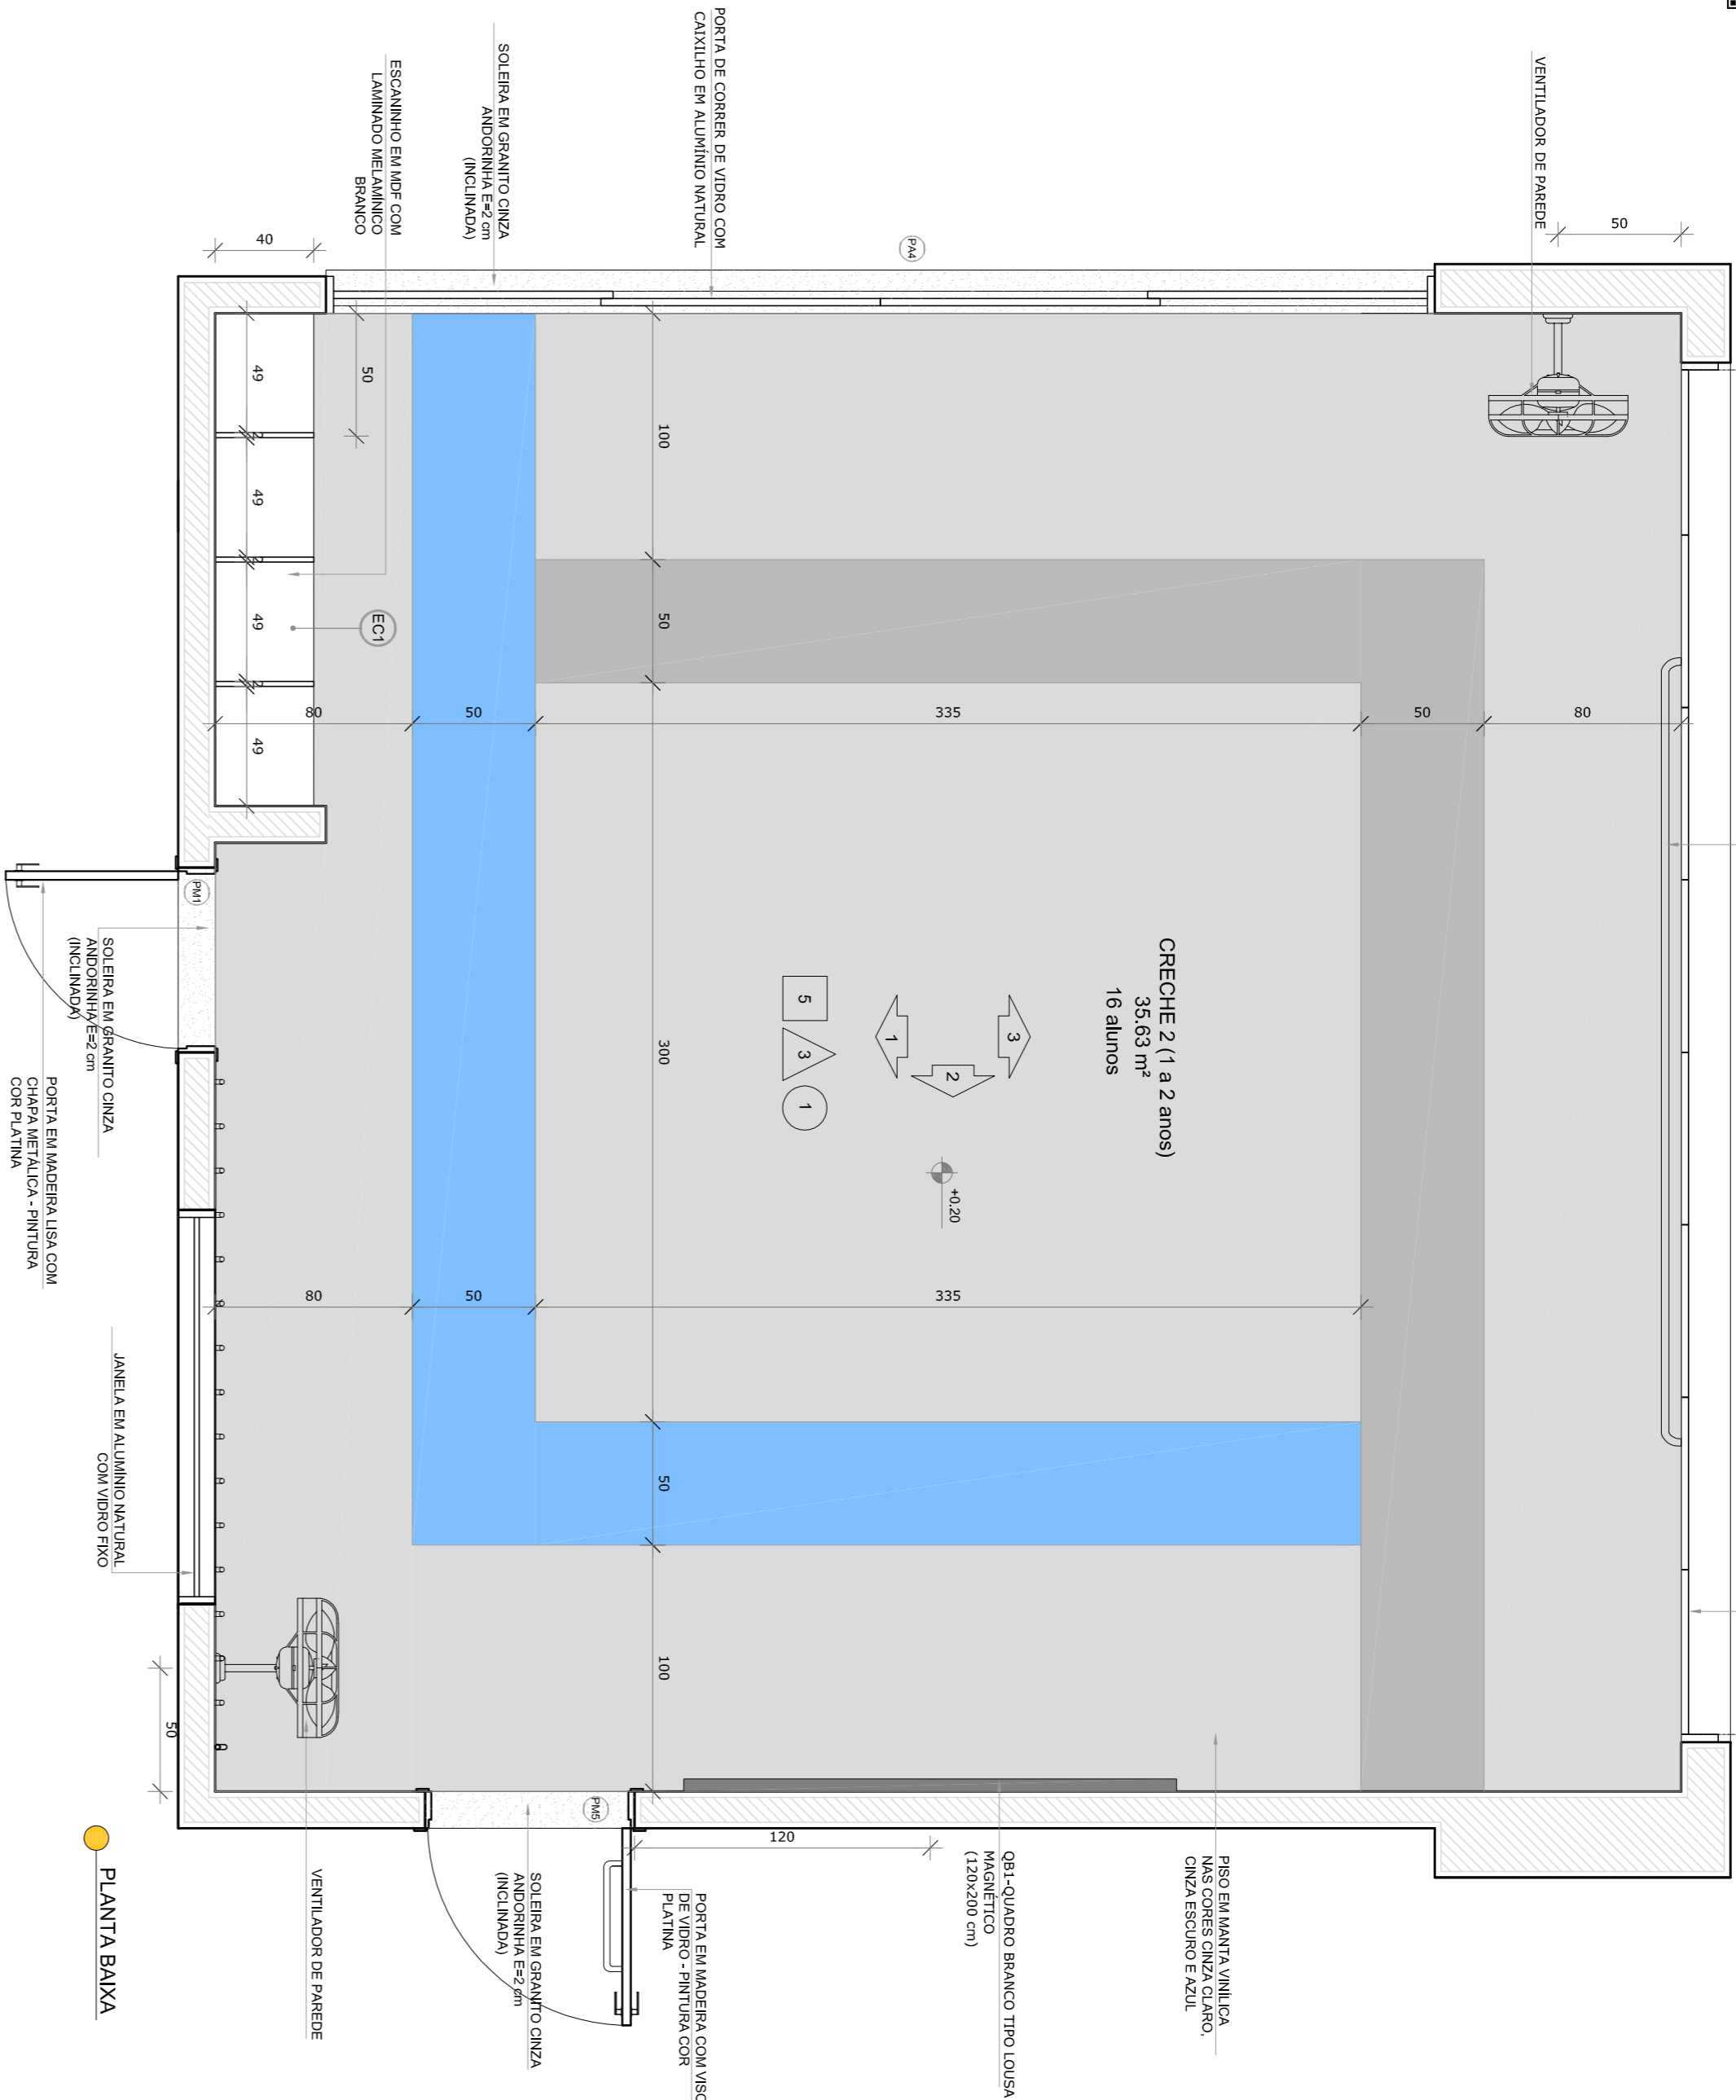 VENTILADOR DE PAREDE
50
PORTA DE CORRER DE VIDRO COM
CAIXILHO EM ALUMÍNIO NATURAL
PA4
SOLEIRA EM GRANITO CINZA
ANDORINHA E=2 cm
(INCLINADA)
ESCANINHO EM MDF COM
LAMINADO MELAMÍNICO
BRANCO
40
50
49
2
49
2
49
2
49
EC1
100
50
300
50
100
80
50
335
50
80
CRECHE 2 (1 a 2 anos)
35.63 m²
16 alunos
3
2
1
5
3
1
+0.20
80
50
335
PM1
SOLEIRA EM GRANITO CINZA
ANDORINHA E=2 cm
(INCLINADA)
PORTA EM MADEIRA LISA COM
CHAPA METÁLICA - PINTURA
COR PLATINA
JANELA EM ALUMÍNIO NATURAL
COM VIDRO FIXO
50
PM5
120
PISO EM MANTA VINÍLICA
NAS CORES CINZA CLARO,
CINZA ESCURO E AZUL
QB1-QUADRO BRANCO TIPO LOUSA
MAGNÉTICO
(120x200 cm)
PORTA EM MADEIRA COM VISO
DE VIDRO - PINTURA COR
PLATINA
SOLEIRA EM GRANITO CINZA
ANDORINHA E=2 cm
(INCLINADA)
VENTILADOR DE PAREDE
PLANTA BAIXA